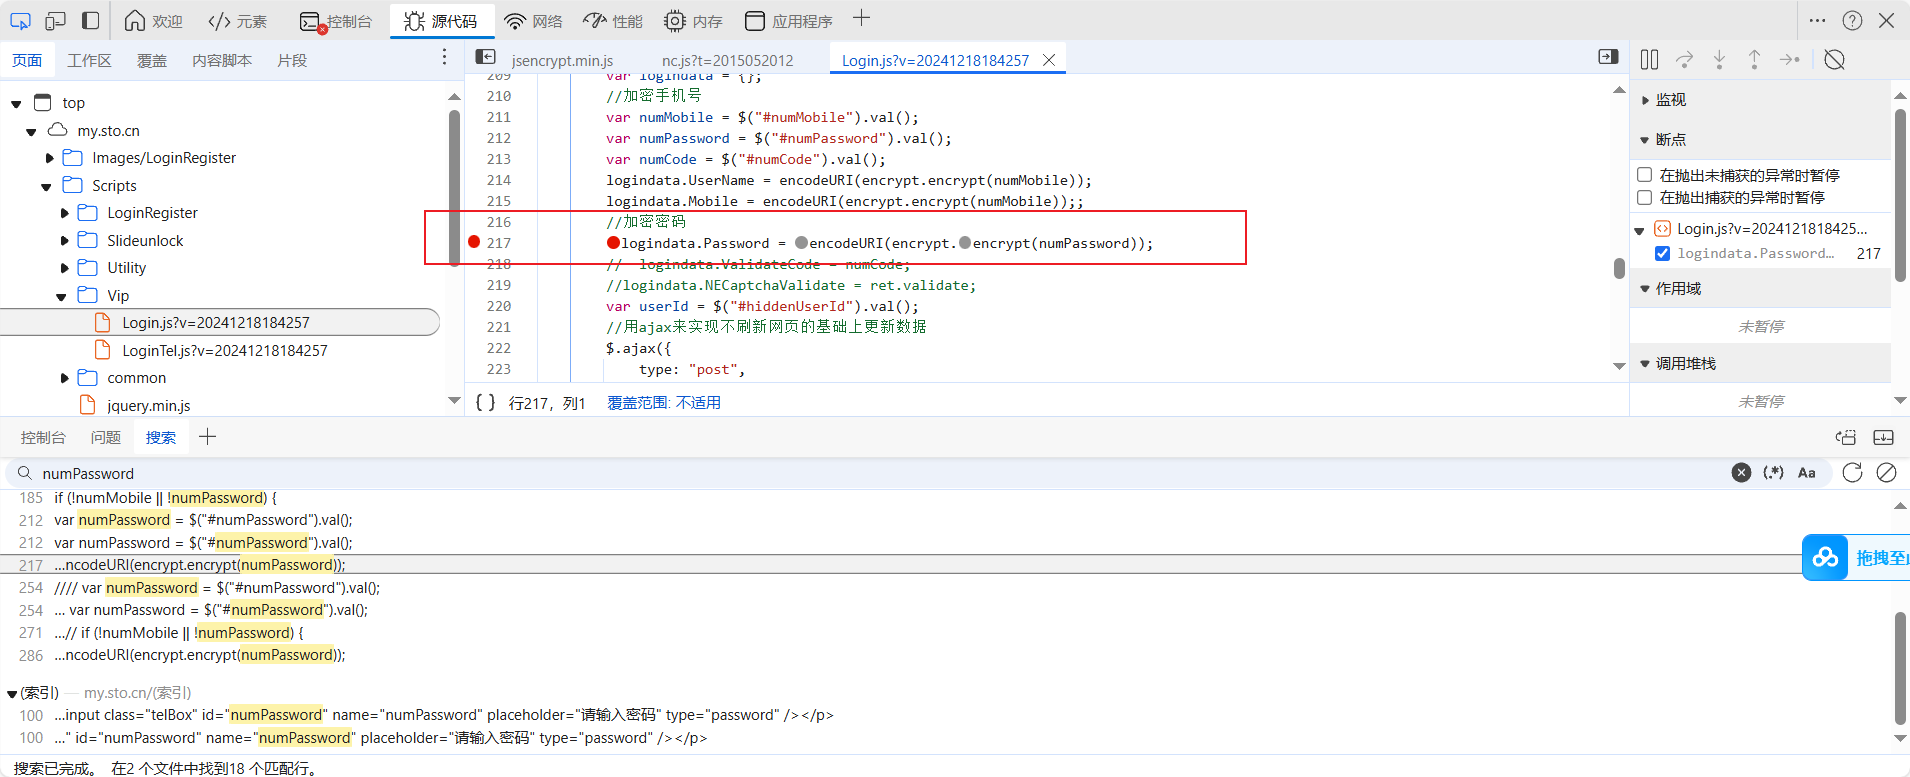 欢迎 元素 控制台 源代码 网络 性能 内存 应用程序
页面 工作区 覆盖 内容脚本 片段
jsencrypt.min.js nc.js?t=2015052012 Login.js?v=20241218184257
top
my.sto.cn
Images/LoginRegister
Scripts
LoginRegister
Slideunlock
Utility
Vip
Login.js?v=20241218184257
LoginTel.js?v=20241218184257
common
jquery.min.js
209 var logindata = {};
210 //加密手机号
211 var numMobile = $("#numMobile").val();
212 var numPassword = $("#numPassword").val();
213 var numCode = $("#numCode").val();
214 logindata.UserName = encodeURI(encrypt.encrypt(numMobile));
215 logindata.Mobile = encodeURI(encrypt.encrypt(numMobile));;
216 //加密密码
217 logindata.Password = encodeURI(encrypt.encrypt(numPassword));
218 // logindata.ValidateCode = numCode;
219 //logindata.NECaptchaValidate = ret.validate;
220 var userId = $("#hiddenUserId").val();
221 //用ajax来实现不刷新网页的基础上更新数据
222 $.ajax({
223 type: "post",
{ } 行217，列1 覆盖范围: 不适用
监视
断点
在抛出未捕获的异常时暂停
在抛出捕获的异常时暂停
Login.js?v=2024121818425...
logindata.Password... 217
作用域
未暂停
调用堆栈
未暂停
控制台 问题 搜索
numPassword
(.*) Aa
185 if (!numMobile || !numPassword) {
212 var numPassword = $("#numPassword").val();
212 var numPassword = $("#numPassword").val();
217 ...ncodeURI(encrypt.encrypt(numPassword));
254 //// var numPassword = $("#numPassword").val();
254 ... var numPassword = $("#numPassword").val();
271 ...// if (!numMobile || !numPassword) {
286 ...ncodeURI(encrypt.encrypt(numPassword));
(索引) — my.sto.cn/(索引)
100 ...input class="telBox" id="numPassword" name="numPassword" placeholder="请输入密码" type="password" /></p>
100 ..." id="numPassword" name="numPassword" placeholder="请输入密码" type="password" /></p>
拖拽至
搜索已完成。 在2 个文件中找到18 个匹配行。